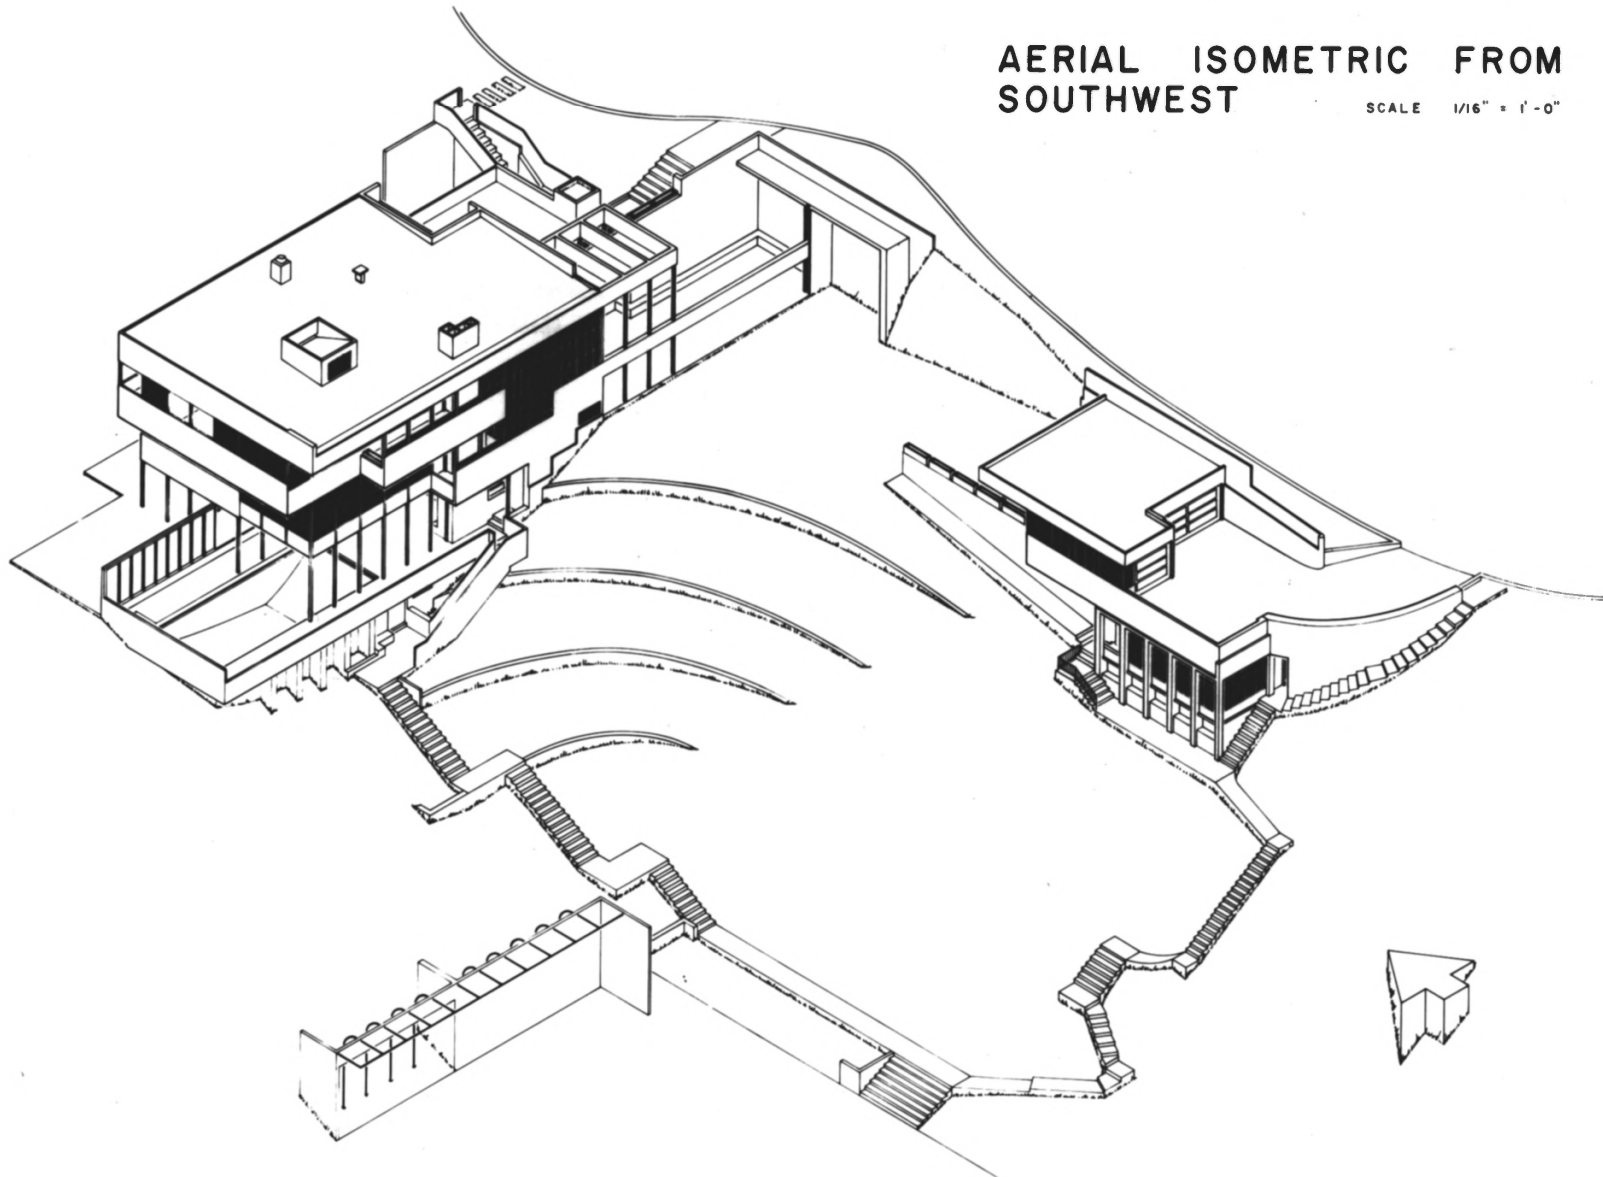 AERIAL ISOMETRIC FROM
SOUTHWEST SCALE 1/16" = 1'-0"